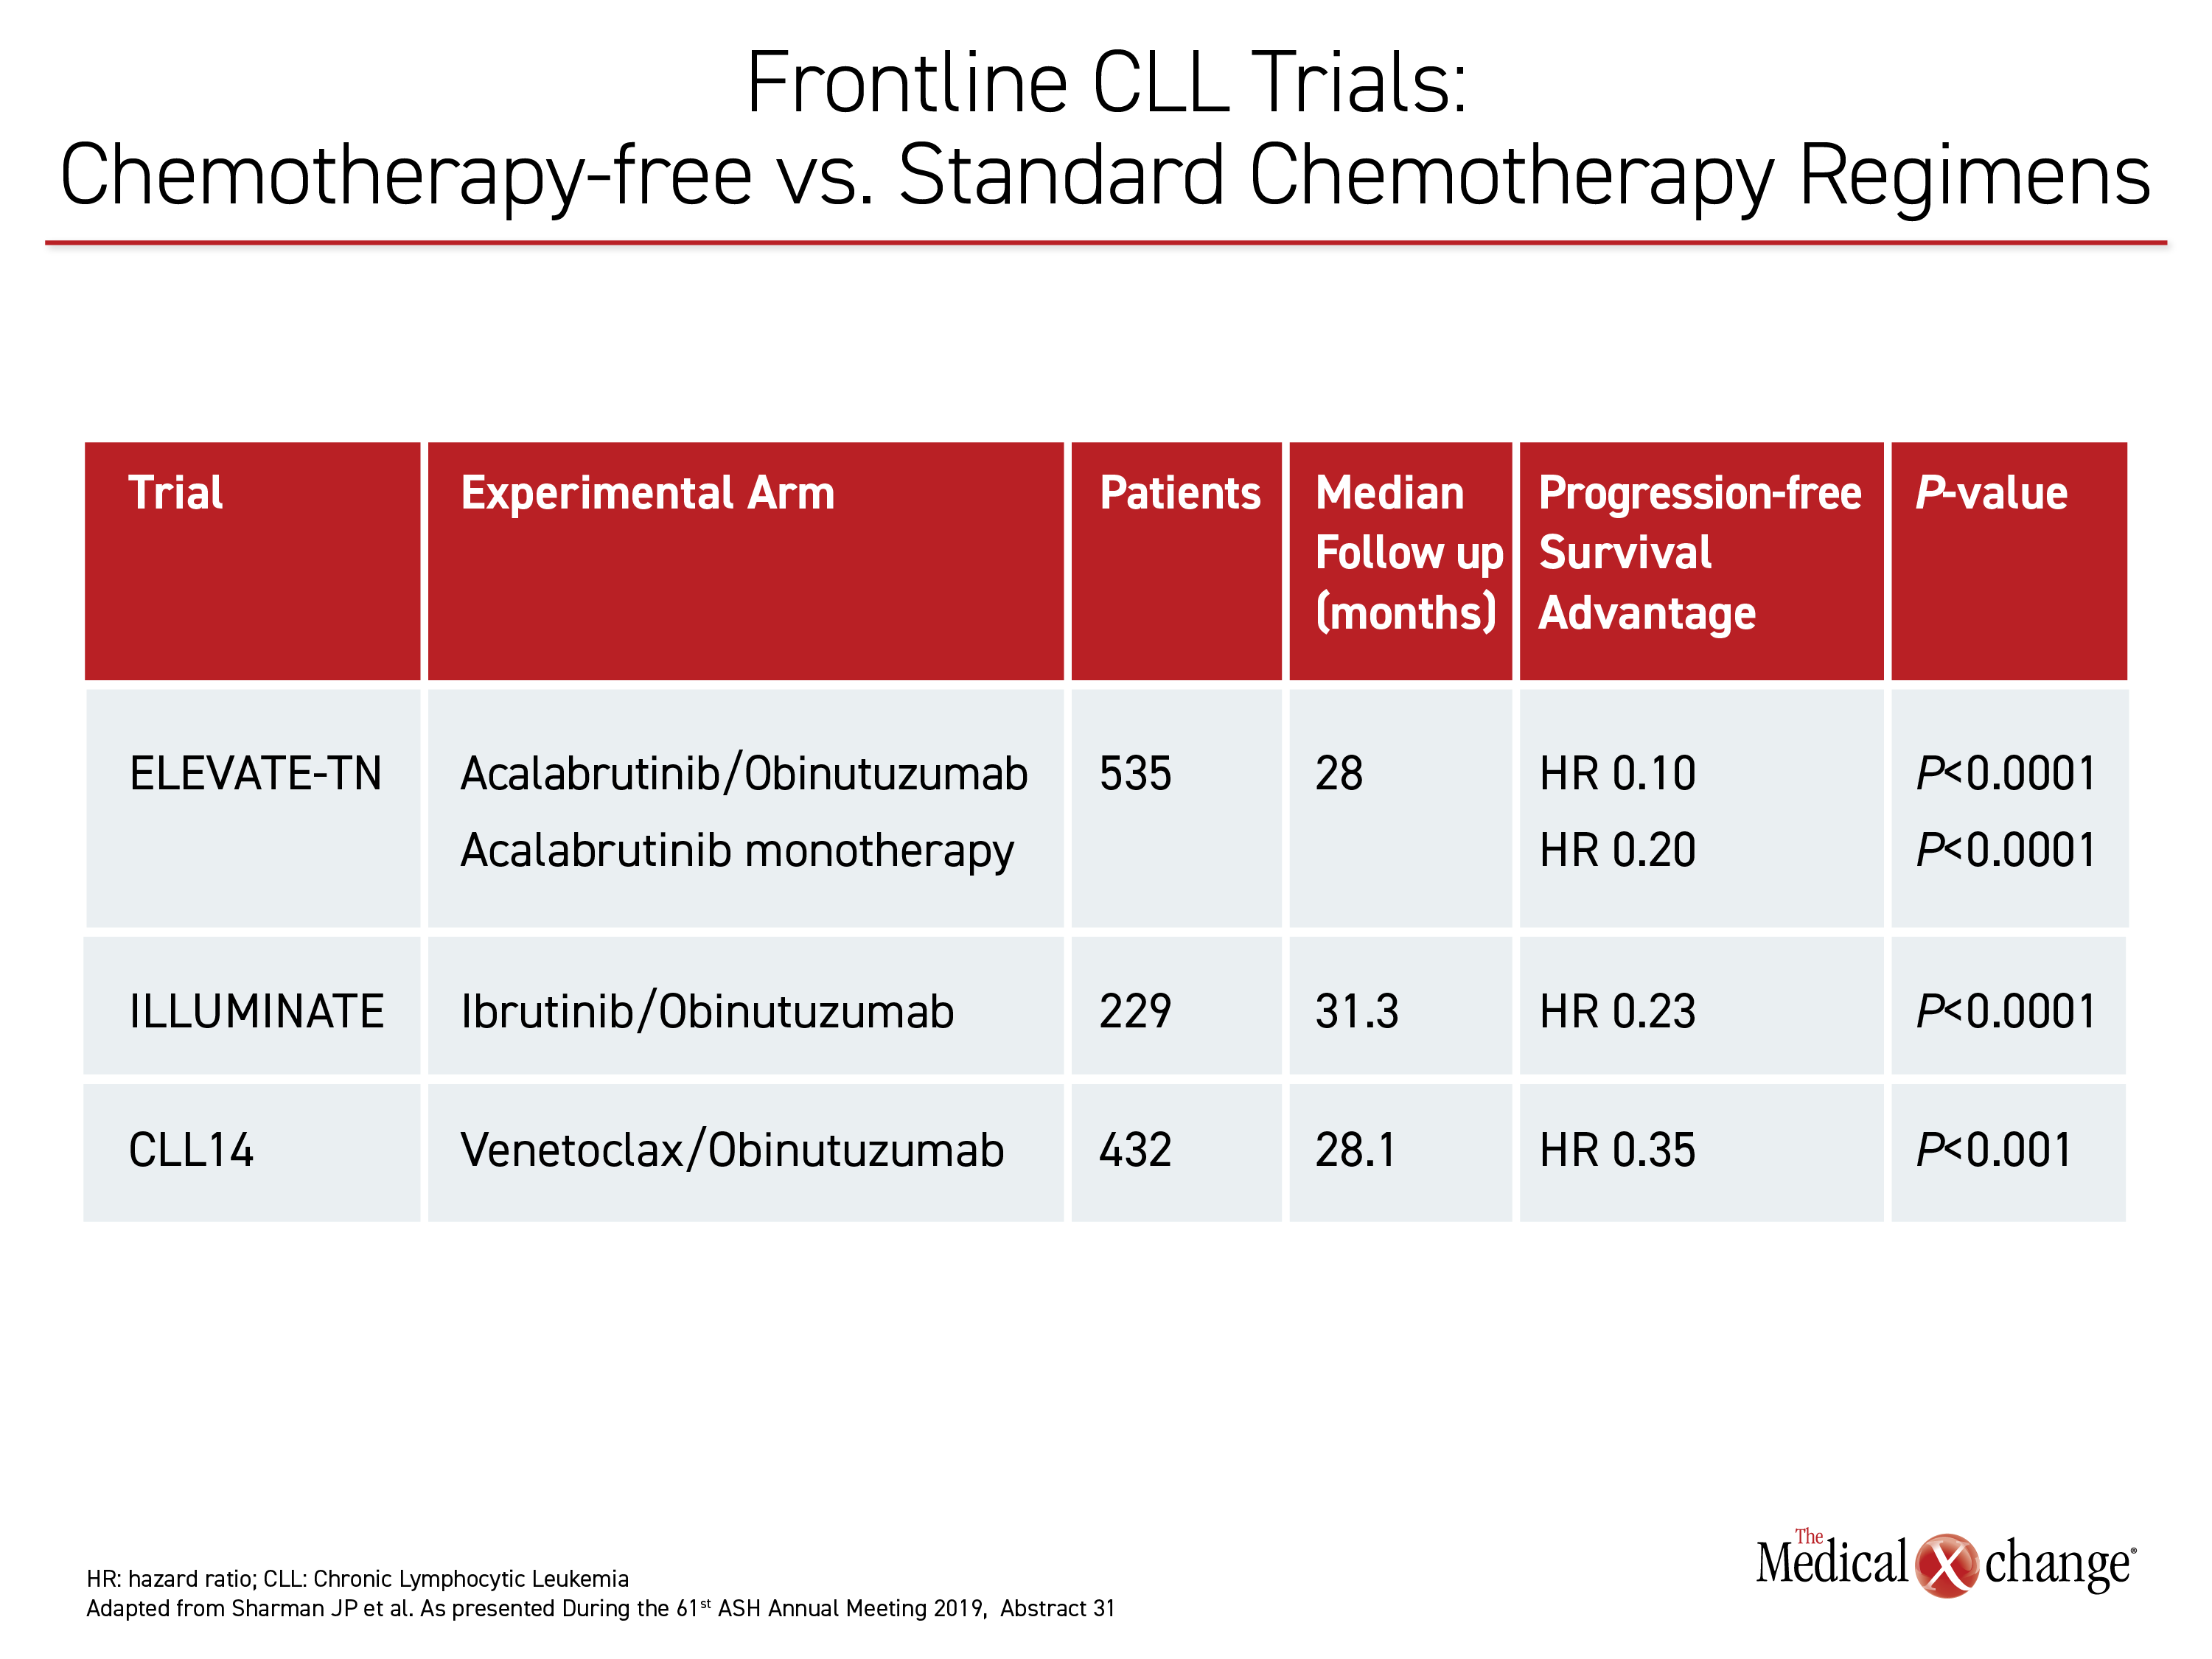 Frontline CLL Trials:
Chemotherapy-free vs. Standard Chemotherapy Regimens
Trial
Experimental Arm
Patients
Median
Follow up
(months)
Progression-free
Survival
Advantage
P-value
ELEVATE-TN
Acalabrutinib/Obinutuzumab
535
28
HR 0.10
P<0.0001
Acalabrutinib monotherapy
HR 0.20
P<0.0001
ILLUMINATE
Ibrutinib/Obinutuzumab
229
31.3
HR 0.23
P<0.0001
CLL14
Venetoclax/Obinutuzumab
432
28.1
HR 0.35
P<0.001
HR: hazard ratio; CLL: Chronic Lymphocytic Leukemia
Adapted from Sharman JP et al. As presented During the 61st ASH Annual Meeting 2019, Abstract 31
The
Medical Xchange®